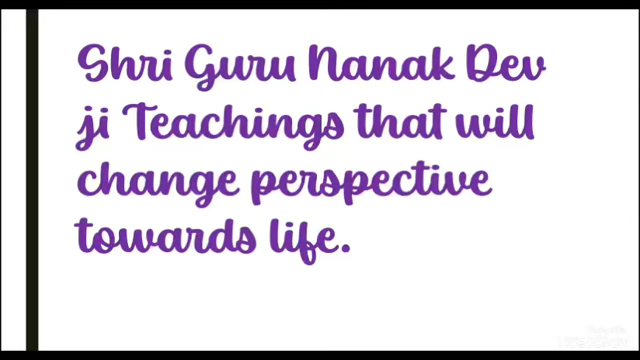 Shri Guru Nanak Dev
ji Teachings that will
change perspective
towards life.